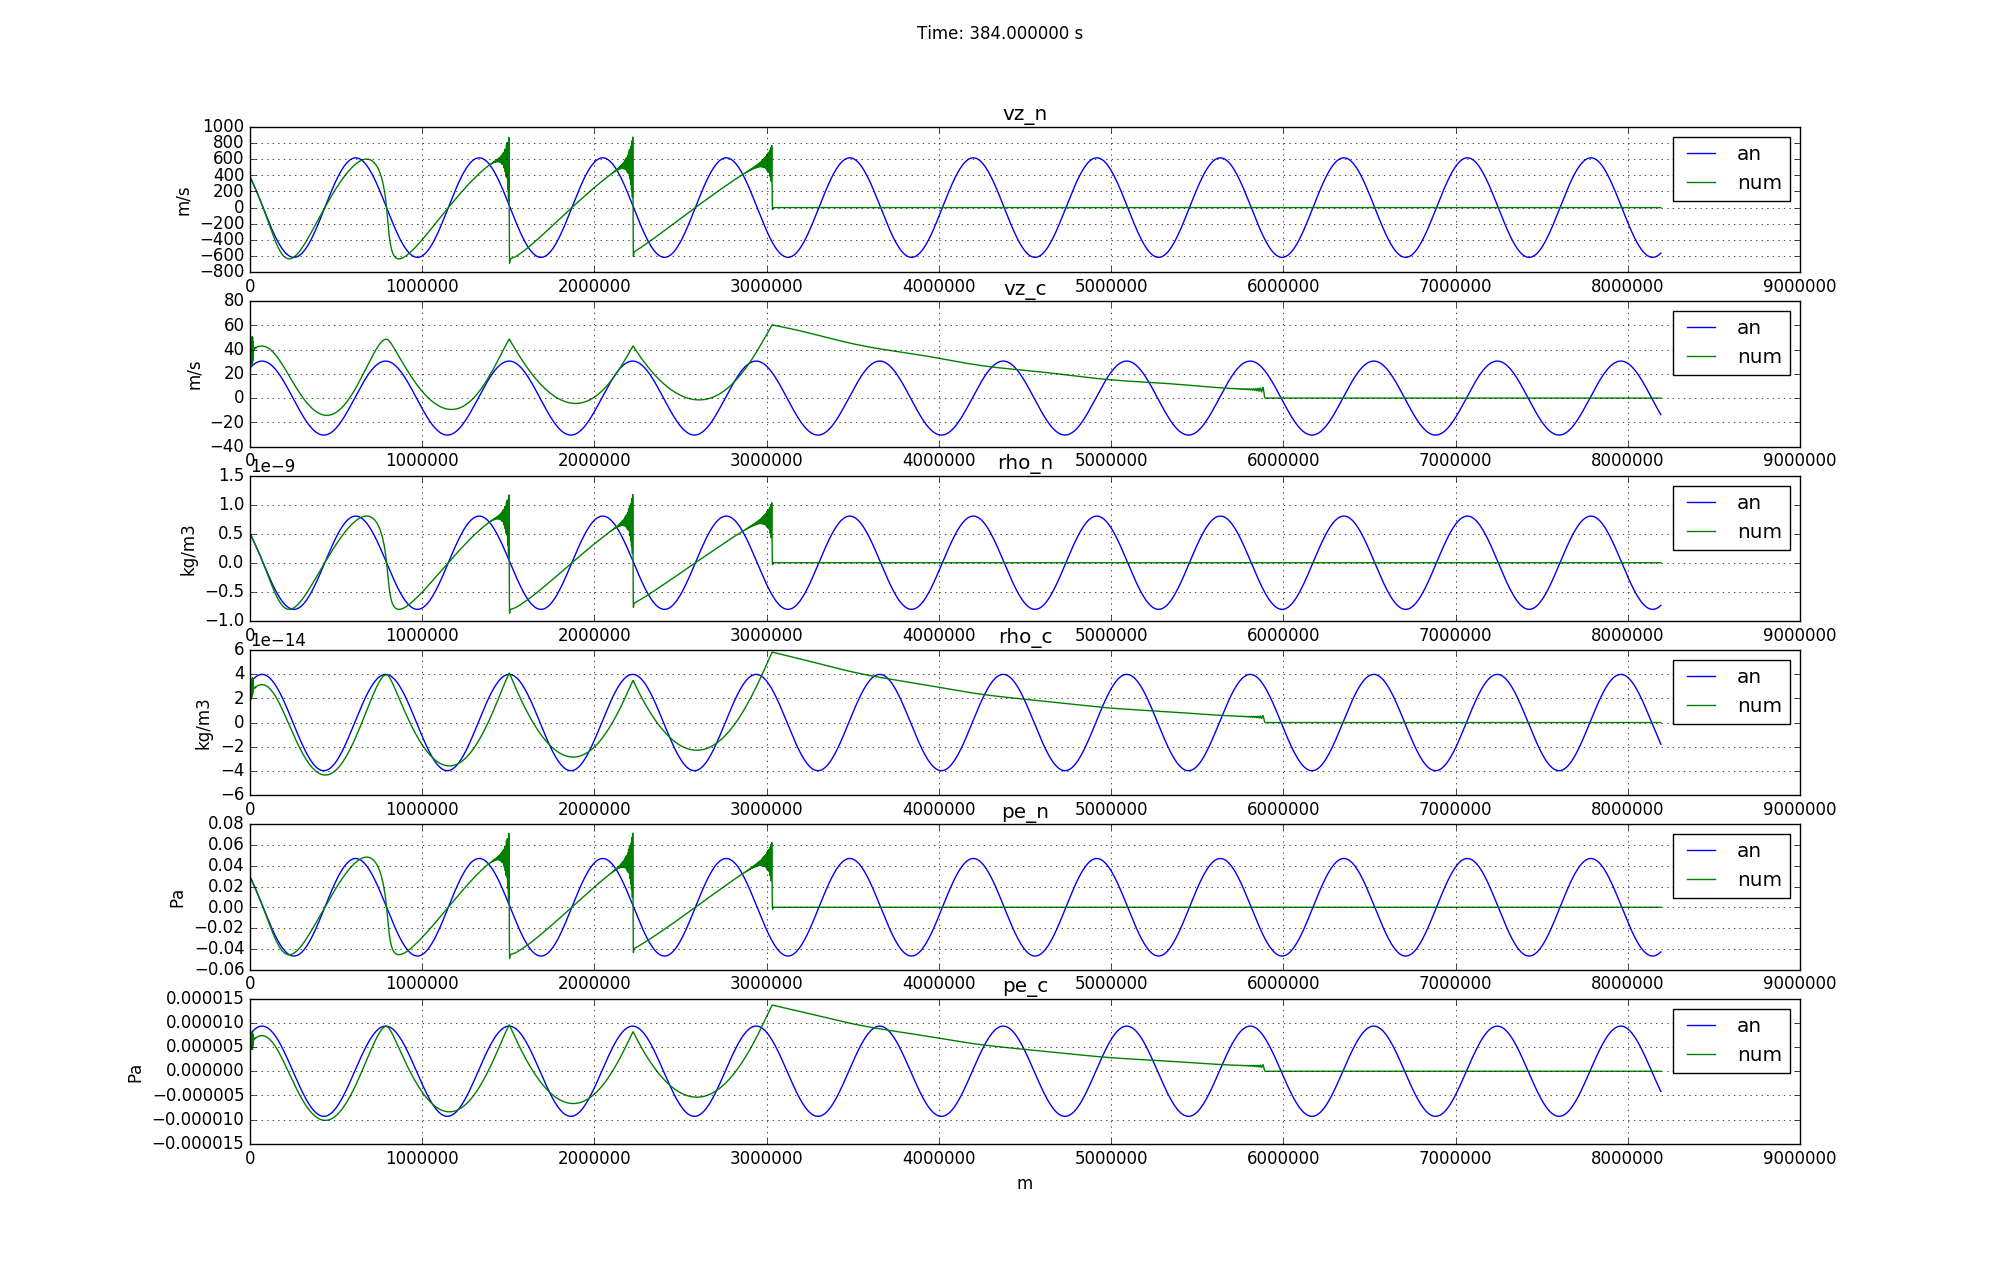 Time: 384.000000 s
vz_n
1000
800
600
400
200
0
−200
−400
−600
−800
m/s
an
num
0 1000000 2000000 3000000 4000000 5000000 6000000 7000000 8000000 9000000
vz_c
80
60
40
20
0
−20
−40
m/s
an
num
0 1000000 2000000 3000000 4000000 5000000 6000000 7000000 8000000 9000000
1e−9
rho_n
1.5
1.0
0.5
0.0
−0.5
−1.0
kg/m3
an
num
0 1000000 2000000 3000000 4000000 5000000 6000000 7000000 8000000 9000000
1e−14
rho_c
6
4
2
0
−2
−4
−6
kg/m3
an
num
0 1000000 2000000 3000000 4000000 5000000 6000000 7000000 8000000 9000000
pe_n
0.08
0.06
0.04
0.02
0.00
−0.02
−0.04
−0.06
Pa
an
num
0 1000000 2000000 3000000 4000000 5000000 6000000 7000000 8000000 9000000
pe_c
0.000015
0.000010
0.000005
0.000000
−0.000005
−0.000010
−0.000015
Pa
an
num
0 1000000 2000000 3000000 4000000 5000000 6000000 7000000 8000000 9000000
m